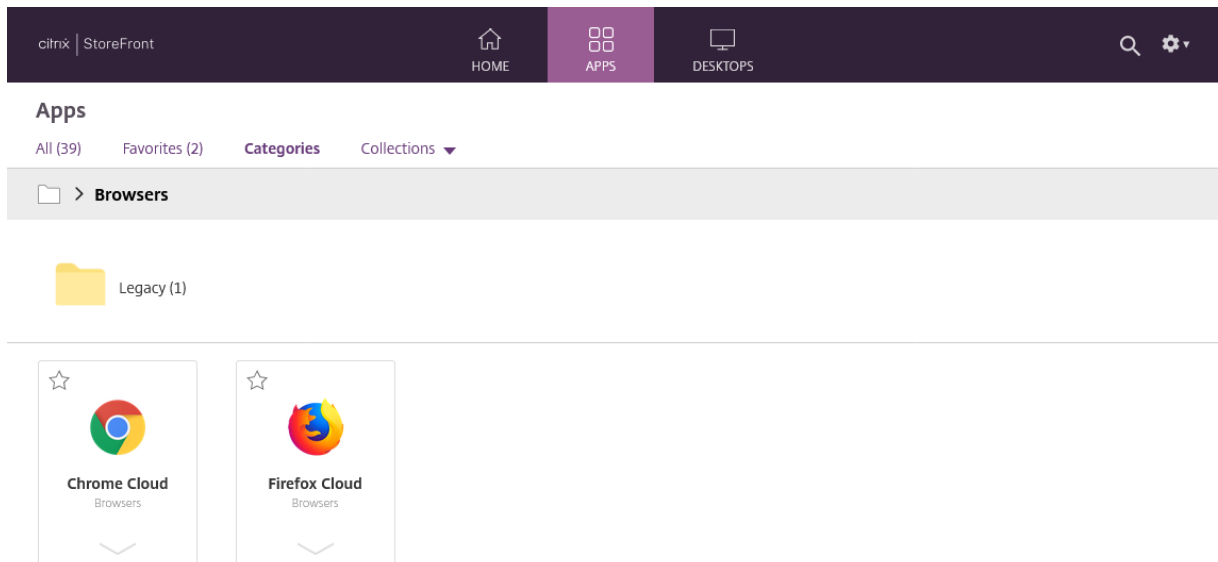 citrix | StoreFront
HOME
APPS
DESKTOPS
Apps
All (39) Favorites (2) Categories Collections
Browsers
Legacy (1)
Chrome Cloud
Browsers
Firefox Cloud
Browsers